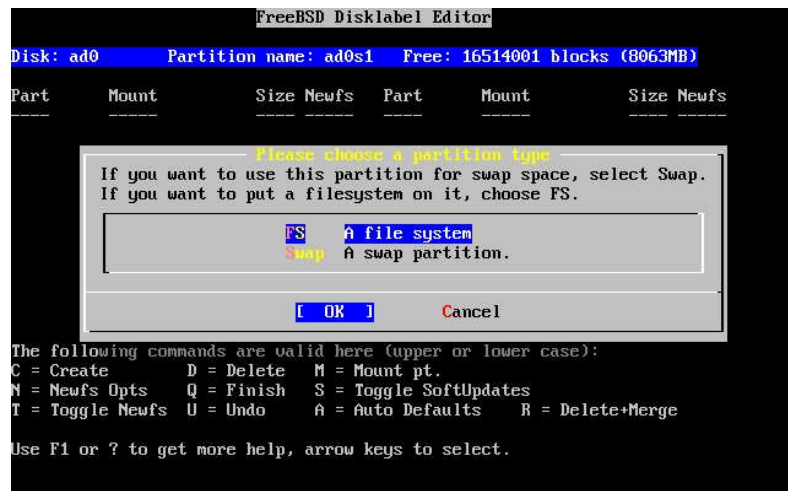 FreeBSD Disklabel Editor
Disk: ad0 Partition name: ad0s1 Free: 16514001 blocks (8063MB)
Part Mount Size Newfs Part Mount Size Newfs
---- ----- ---- ----- ---- ----- ---- -----
Please choose a partition type
If you want to use this partition for swap space, select Swap.
If you want to put a filesystem on it, choose FS.
FS A file system
Swap A swap partition.
[ OK ] Cancel
The following commands are valid here (upper or lower case):
C = Create D = Delete M = Mount pt.
N = Newfs Opts Q = Finish S = Toggle SoftUpdates
T = Toggle Newfs U = Undo A = Auto Defaults R = Delete+Merge
Use F1 or ? to get more help, arrow keys to select.